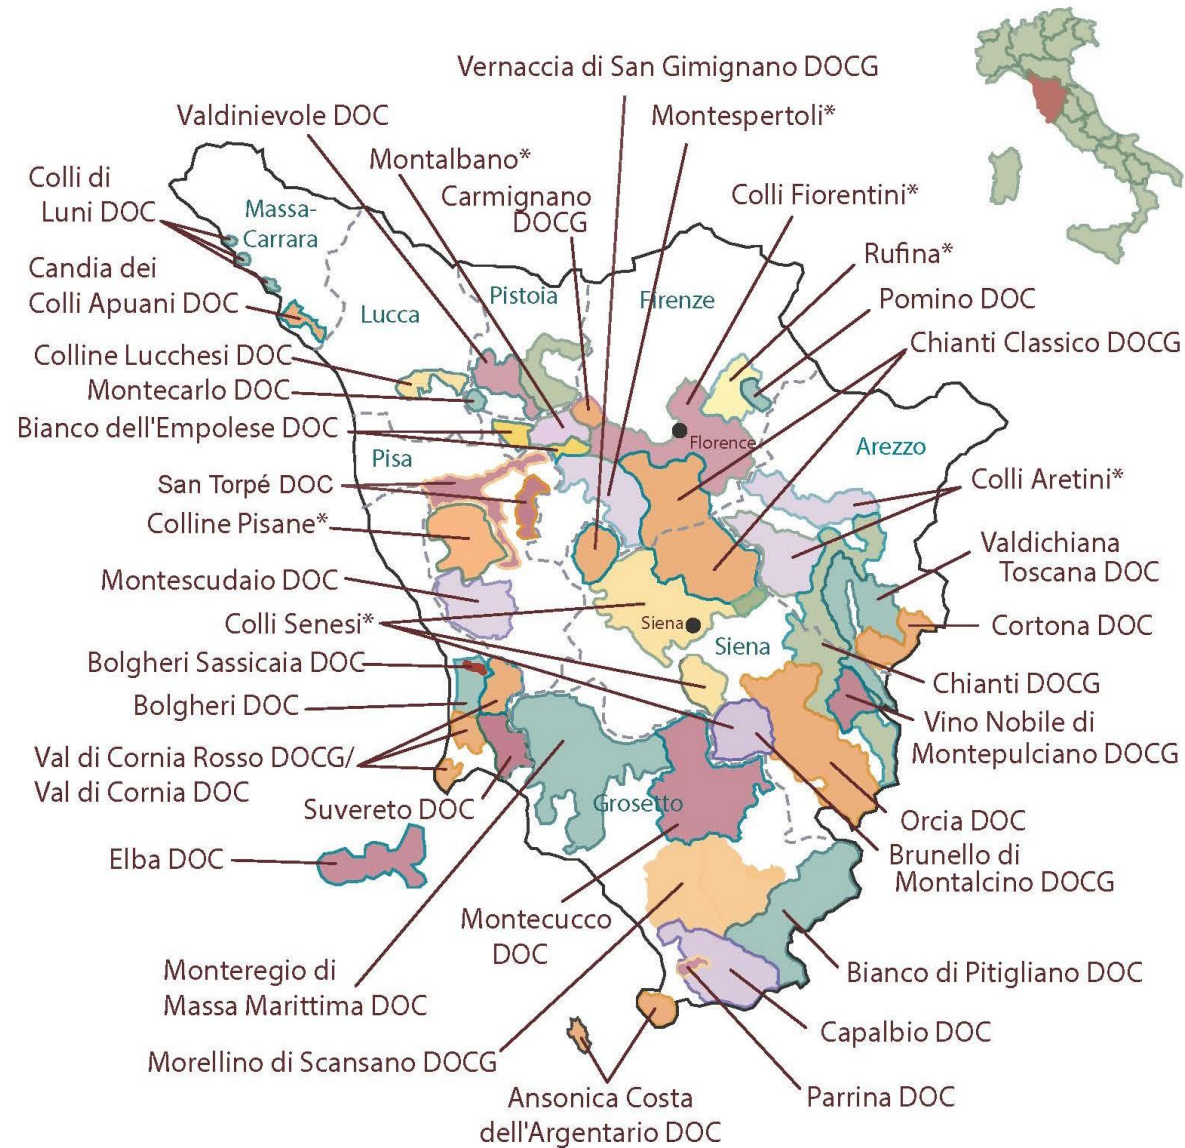 Vernaccia di San Gimignano DOCG
Valdinievole DOC
Montespertoli*
Montalbano*
Colli di
Luni DOC
Carmignano
DOCG
Colli Fiorentini*
Massa-
Carrara
Rufina*
Candia dei
Colli Apuani DOC
Pistoia
Firenze
Pomino DOC
Lucca
Chianti Classico DOCG
Colline Lucchesi DOC
Montecarlo DOC
Bianco dell'Empolese DOC
Florence
Arezzo
Pisa
San Torpé DOC
Colli Aretini*
Colline Pisane*
Valdichiana
Toscana DOC
Montescudaio DOC
Colli Senesi*
Siena
Siena
Cortona DOC
Bolgheri Sassicaia DOC
Chianti DOCG
Bolgheri DOC
Vino Nobile di
Montepulciano DOCG
Val di Cornia Rosso DOCG/
Val di Cornia DOC
Suvereto DOC
Grosetto
Orcia DOC
Elba DOC
Brunello di
Montalcino DOCG
Montecucco
DOC
Monteregio di
Massa Marittima DOC
Bianco di Pitigliano DOC
Capalbio DOC
Morellino di Scansano DOCG
Ansonica Costa
dell'Argentario DOC
Parrina DOC